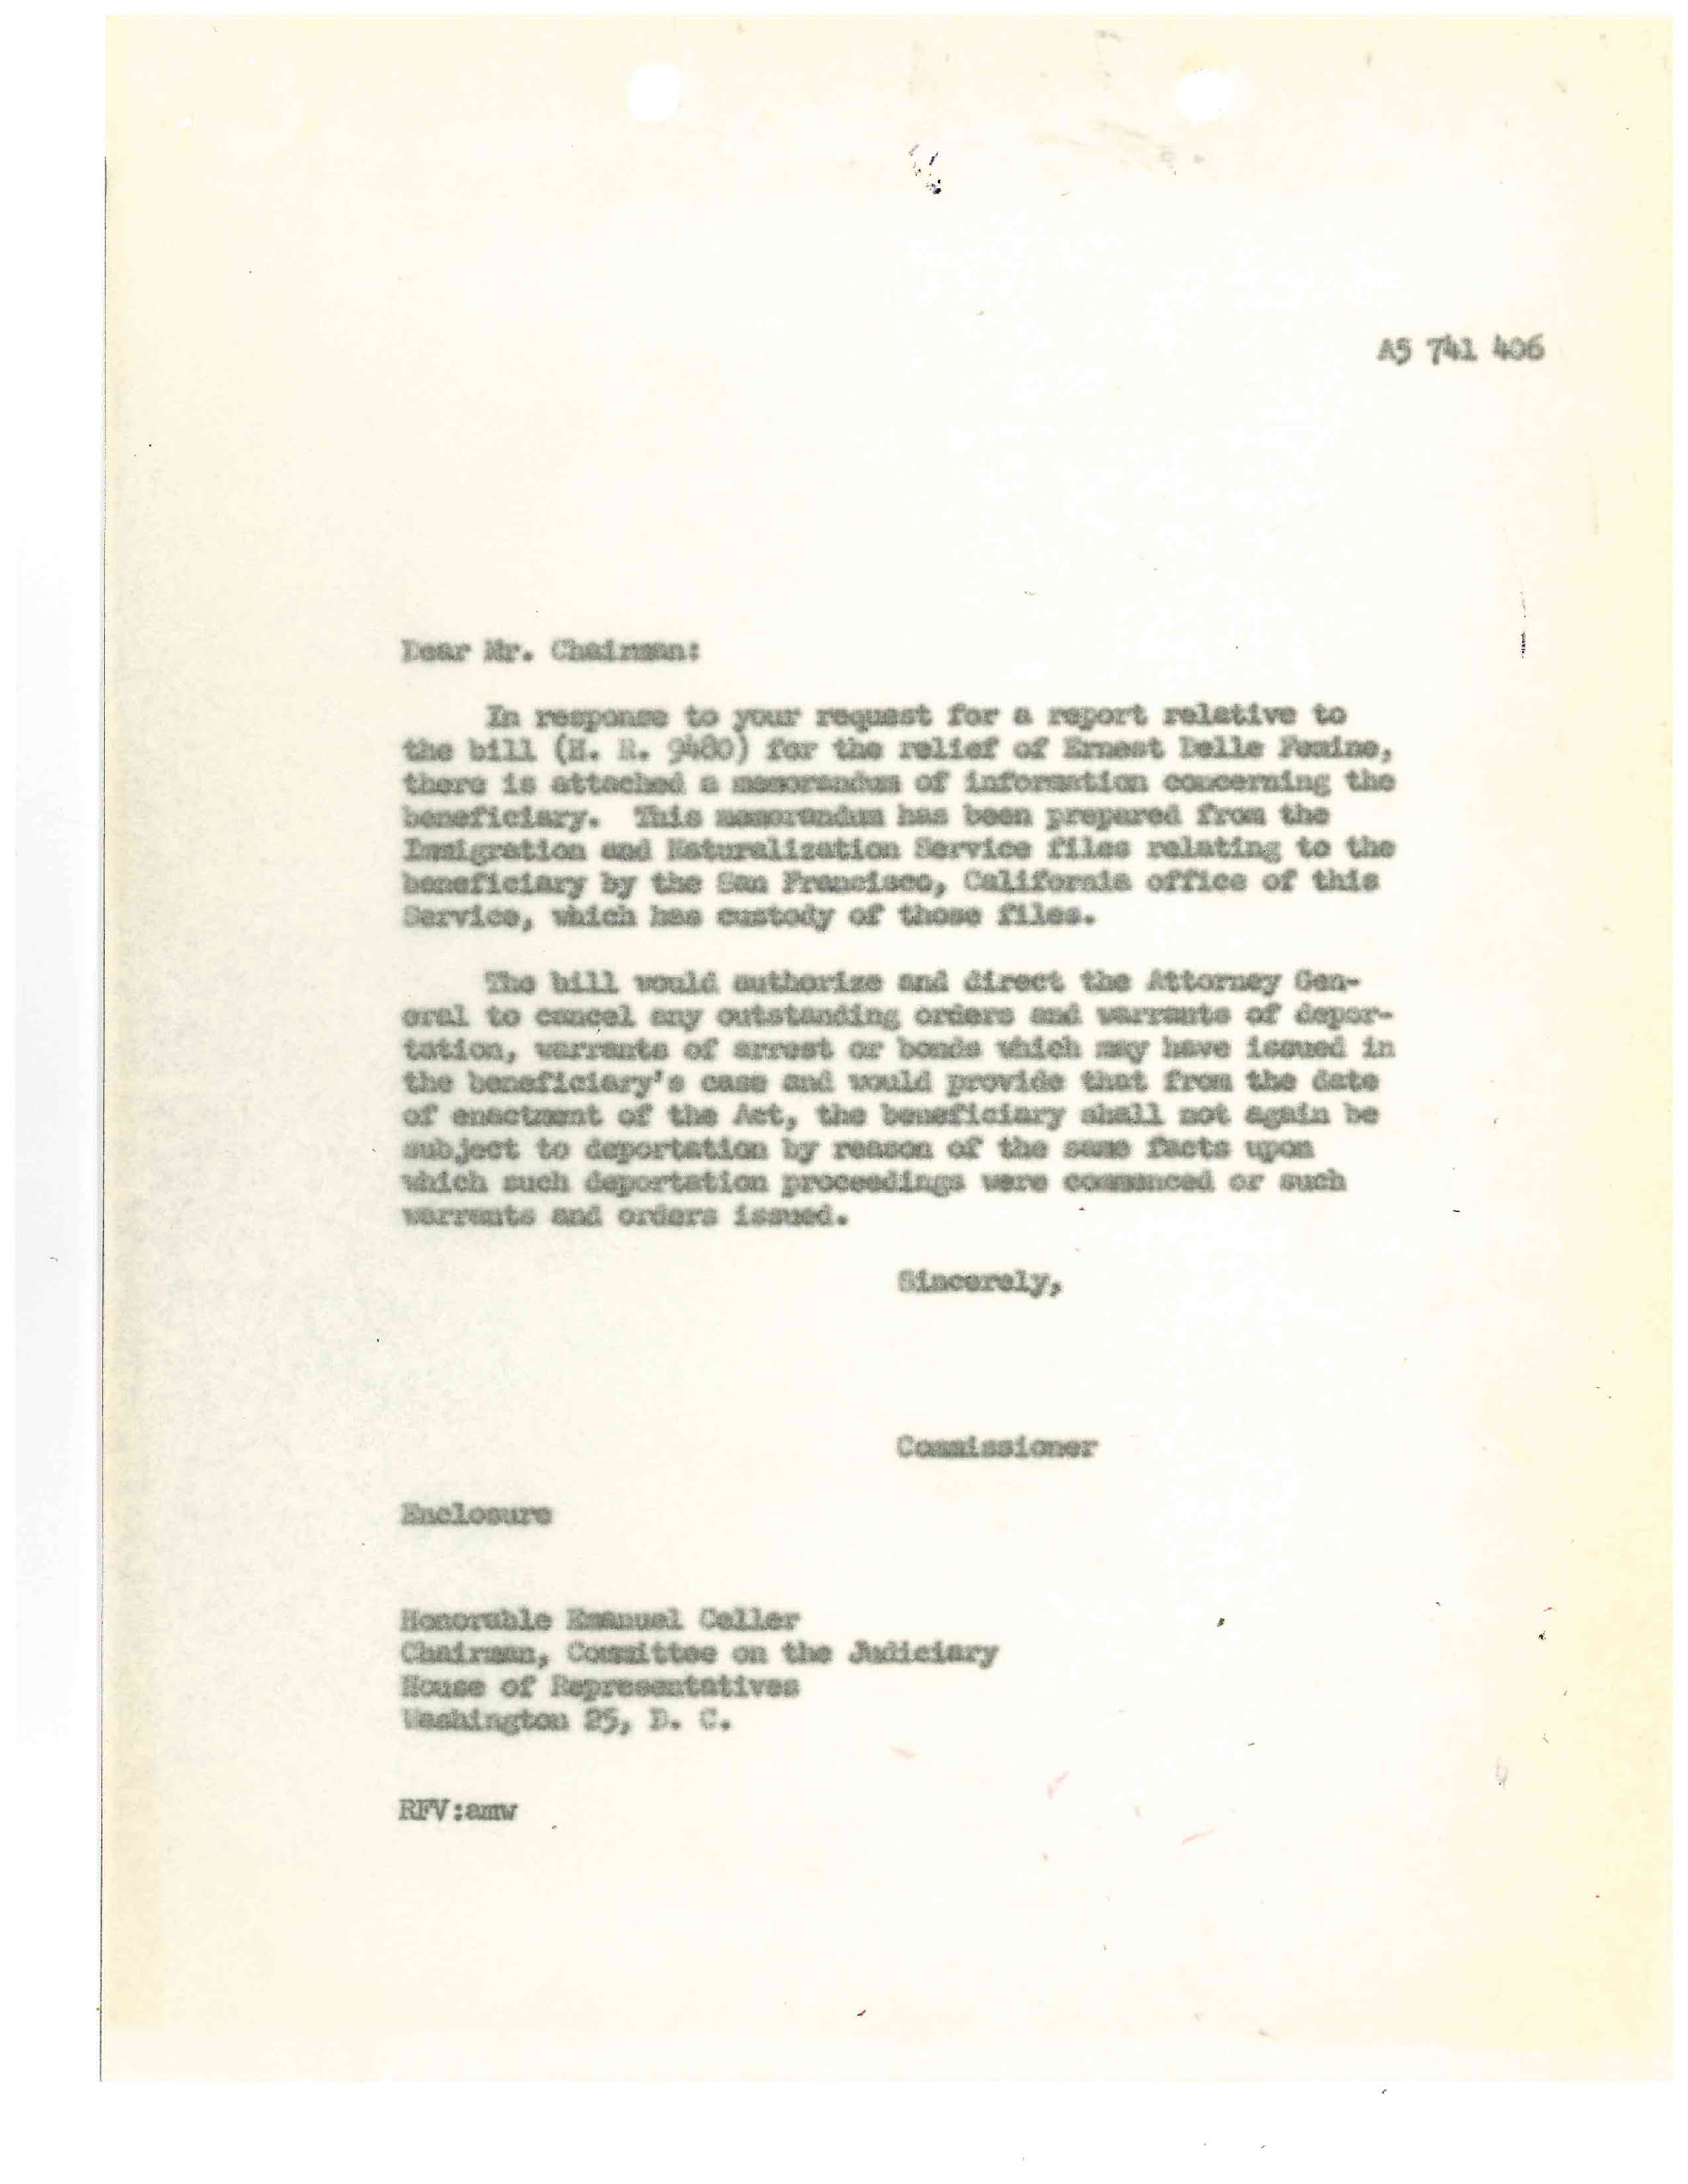 A5 741 406
Dear Mr. Chairman:
In response to your request for a report relative to
the bill (H. R. 9480) for the relief of Ernest Delle Femine,
there is attached a memorandum of information concerning the
beneficiary. This memorandum has been prepared from the
Immigration and Naturalization Service files relating to the
beneficiary by the San Francisco, California office of this
Service, which has custody of those files.
The bill would authorize and direct the Attorney Gen-
eral to cancel any outstanding orders and warrants of depor-
tation, warrants of arrest or bonds which may have issued in
the beneficiary's case and would provide that from the date
of enactment of the Act, the beneficiary shall not again be
subject to deportation by reason of the same facts upon
which such deportation proceedings were commenced or such
warrants and orders issued.
Sincerely,
Commissioner
Enclosure
Honorable Emanuel Celler
Chairman, Committee on the Judiciary
House of Representatives
Washington 25, D. C.
RFV:amw